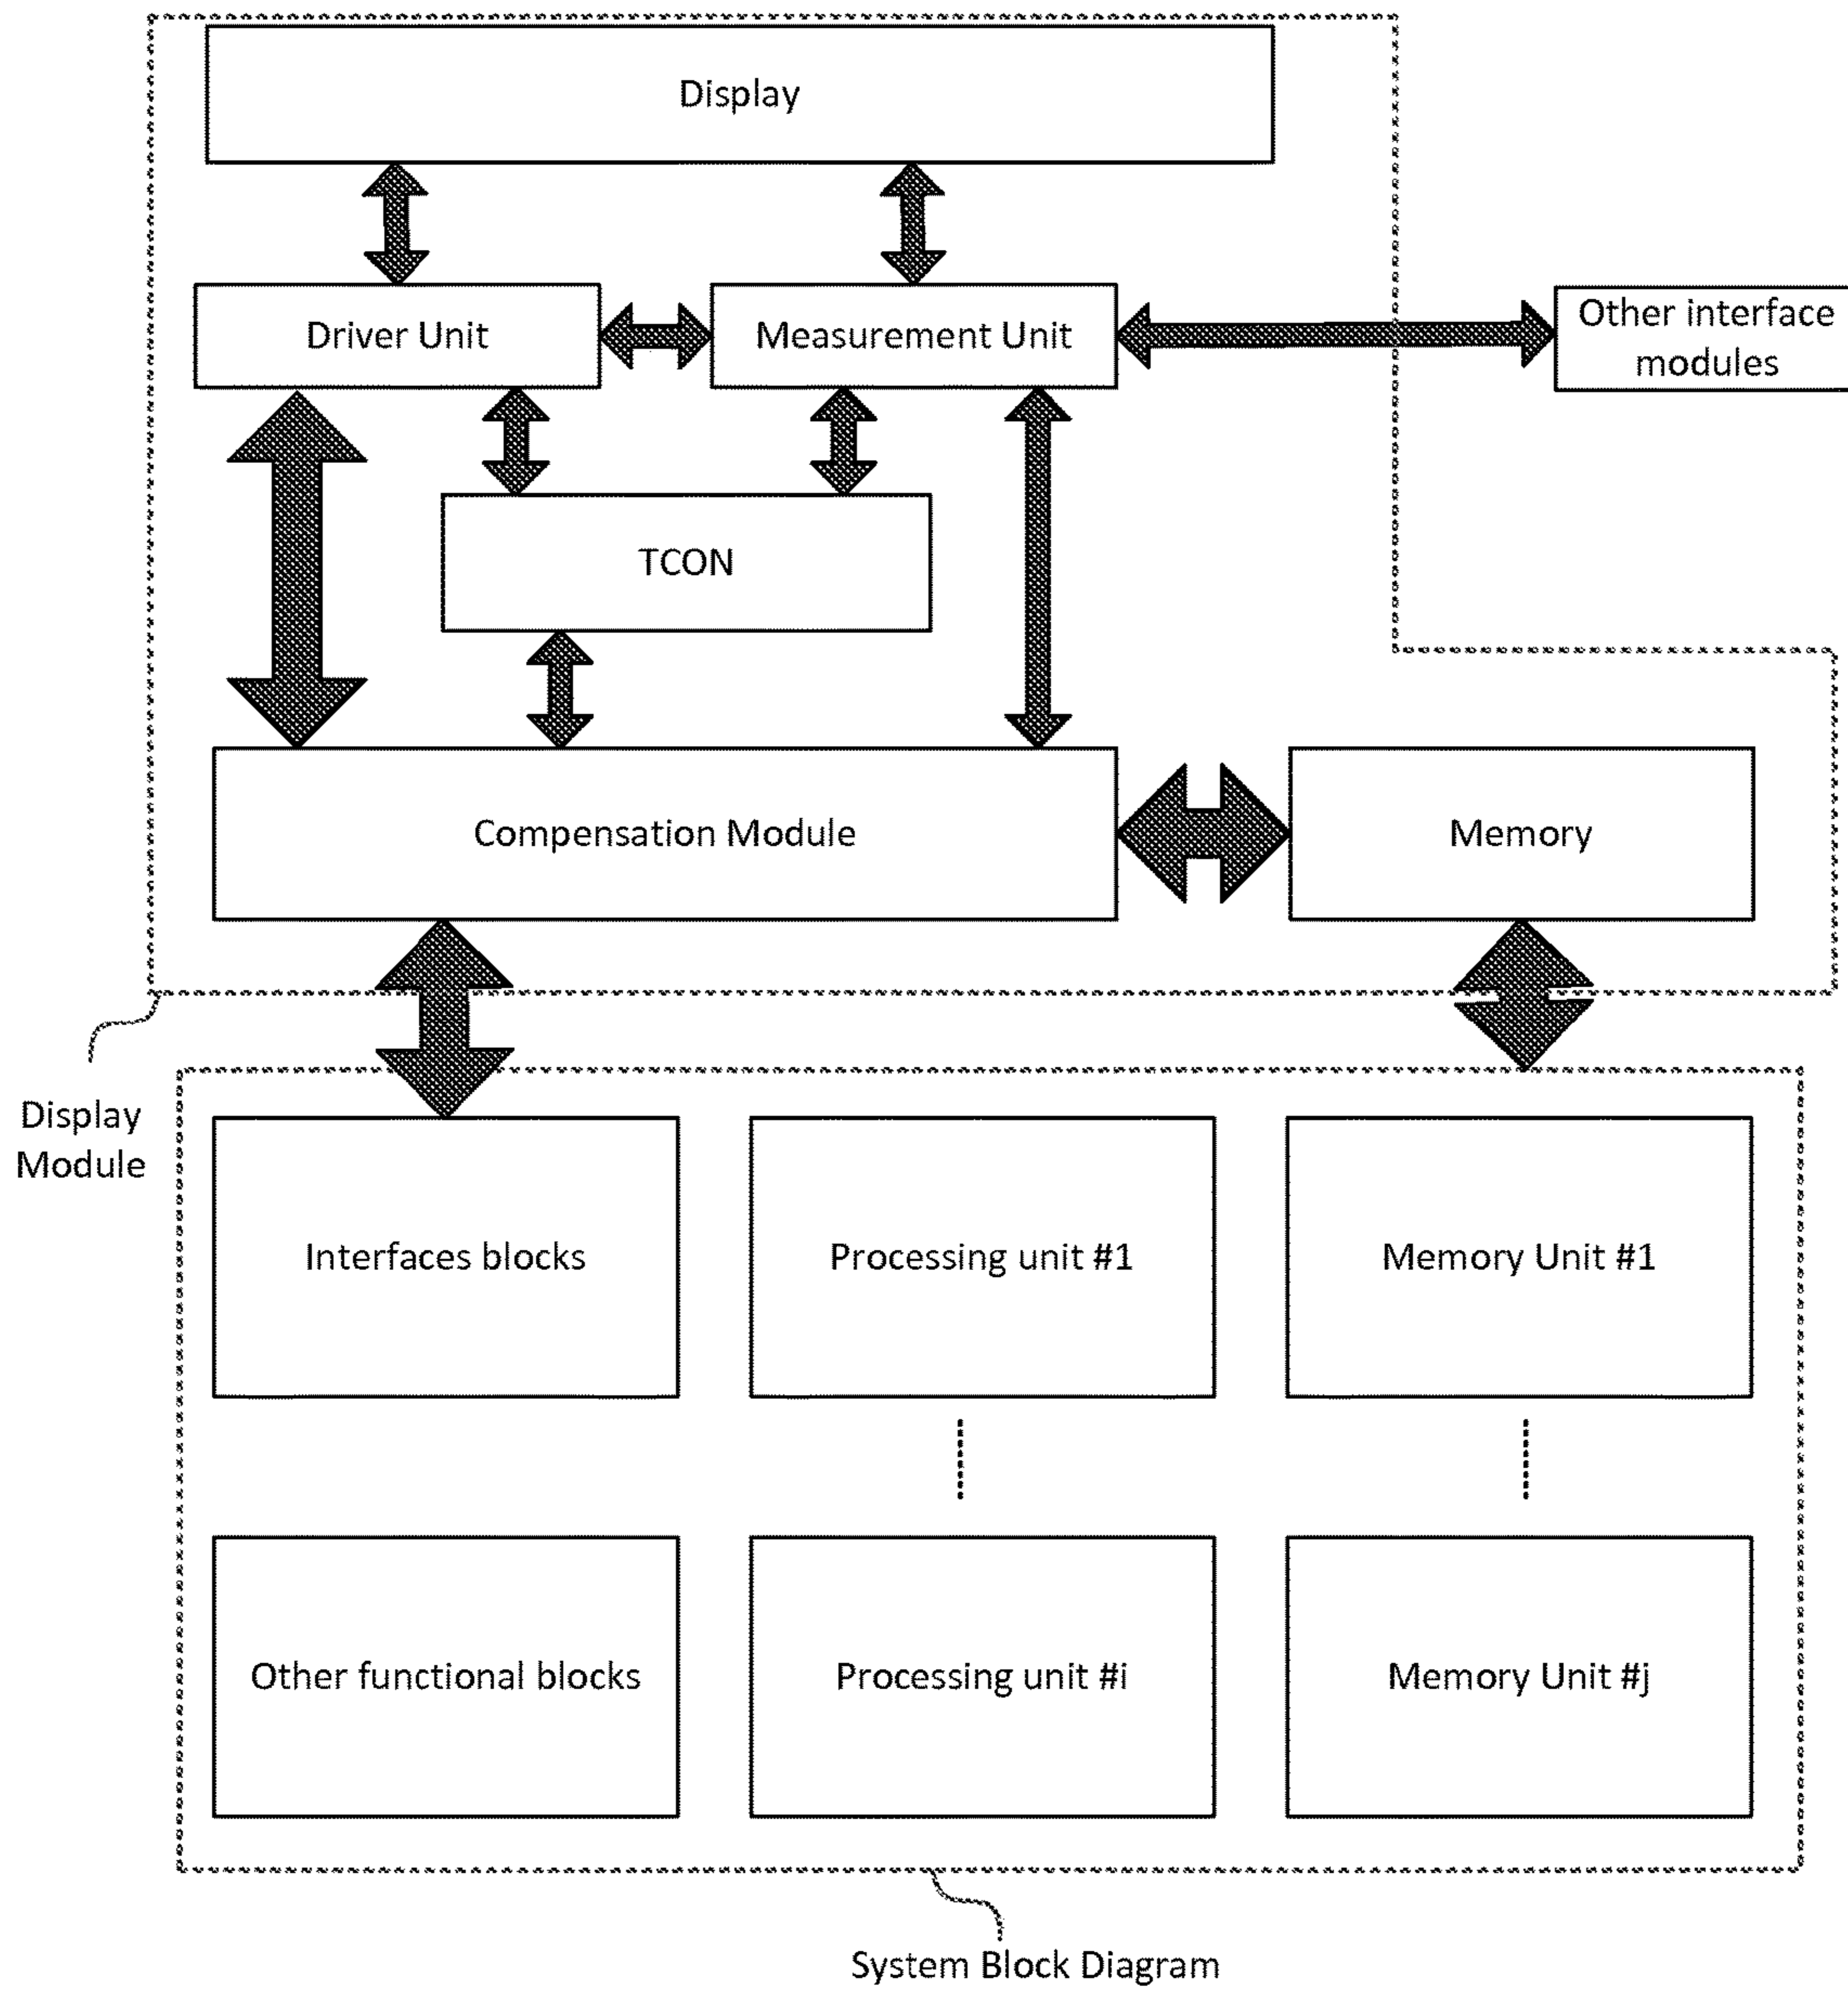 Display
Driver Unit
Measurement Unit
Other interface
modules
TCON
Compensation Module
Memory
Display
Module
Interfaces blocks
Processing unit #1
Memory Unit #1
Other functional blocks
Processing unit #i
Memory Unit #j
System Block Diagram